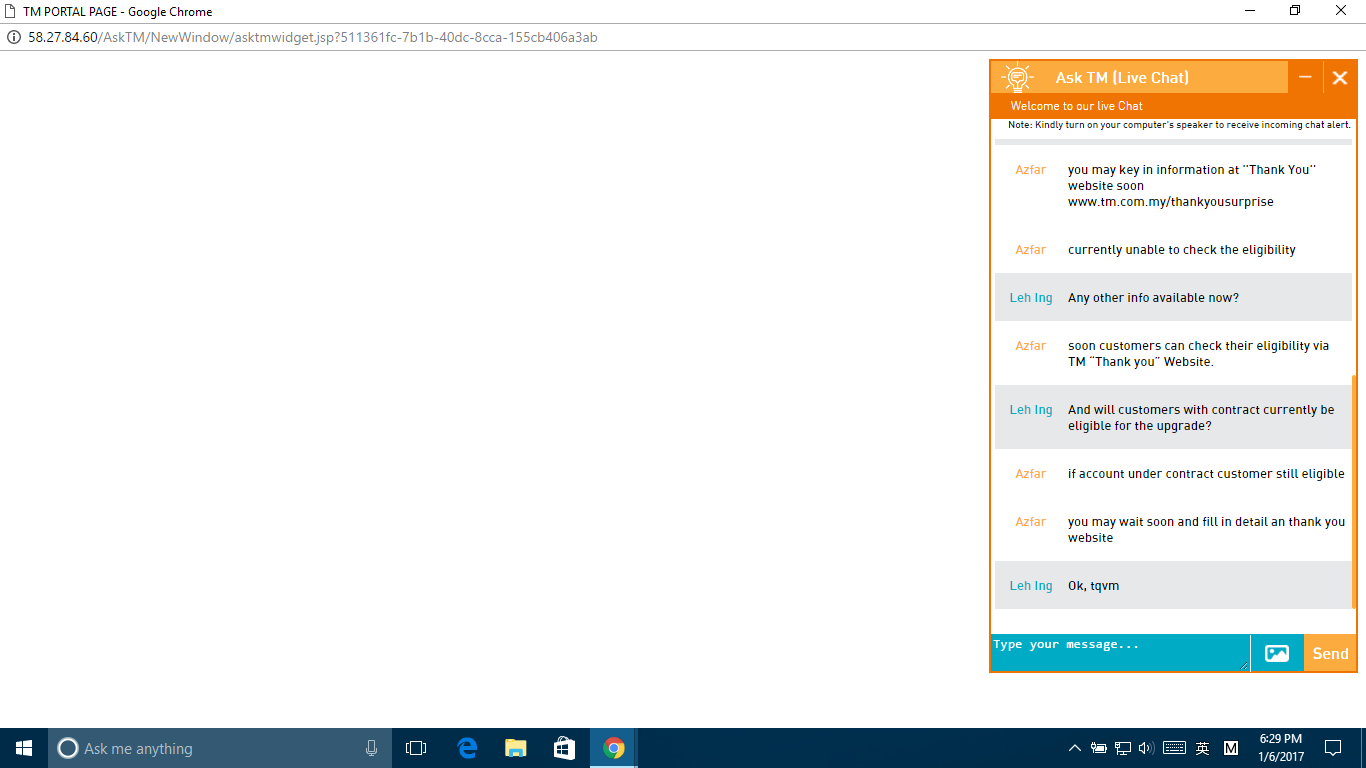 TM PORTAL PAGE - Google Chrome
58.27.84.60/AskTM/NewWindow/asktmwidget.jsp?511361fc-7b1b-40dc-8cca-155cb406a3ab
Ask TM (Live Chat)
Welcome to our live Chat
Note: Kindly turn on your computer's speaker to receive incoming chat alert.
Azfar you may key in information at ''Thank You''
website soon
www.tm.com.my/thankyousurprise
Azfar currently unable to check the eligibility
Leh Ing Any other info available now?
Azfar soon customers can check their eligibility via
TM “Thank you” Website.
Leh Ing And will customers with contract currently be
eligible for the upgrade?
Azfar if account under contract customer still eligible
Azfar you may wait soon and fill in detail an thank you
website
Leh Ing Ok, tqvm
Type your message...
Send
Ask me anything
英
M
6:29 PM
1/6/2017